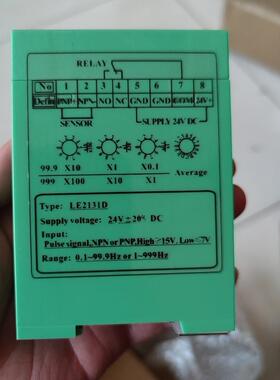 RELAY
No 1 2 3 4 5 6 7 8
Defin PNP+ NPN- NO NC GND GND COM 24V+
SENSOR SUPPLY 24V DC
99.9 X10 X1 X0.1 Average
999 X100 X10 X1
Type: LE2131D
Supply voltage: 24V ±20% DC
Input:
Pulse signal,NPN or PNP,High≥15V, Low≤7V
Range: 0.1~99.9Hz or 1~999Hz